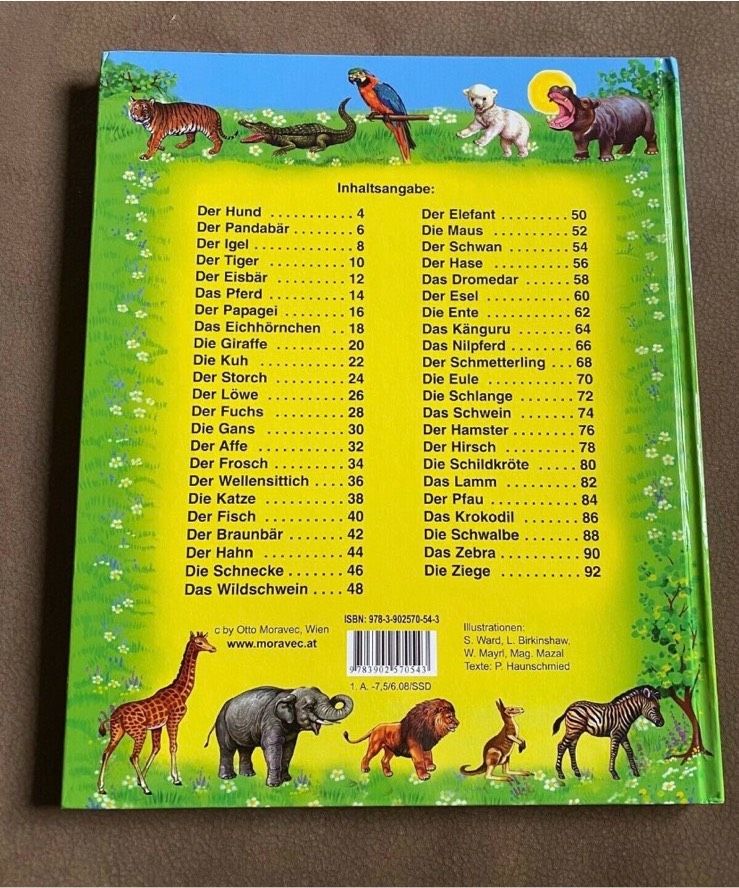 Inhaltsangabe:
Der Hund ........... 4
Der Pandabär ........ 6
Der Igel ............. 8
Der Tiger .......... 10
Der Eisbär ......... 12
Das Pferd .......... 14
Der Papagei ....... 16
Das Eichhörnchen .. 18
Die Giraffe ......... 20
Die Kuh ............ 22
Der Storch ......... 24
Der Löwe .......... 26
Der Fuchs .......... 28
Die Gans ........... 30
Der Affe ........... 32
Der Frosch ......... 34
Der Wellensittich .... 36
Die Katze .......... 38
Der Fisch .......... 40
Der Braunbär ....... 42
Der Hahn .......... 44
Die Schnecke ....... 46
Das Wildschwein .... 48
Der Elefant ......... 50
Die Maus .......... 52
Der Schwan ........ 54
Der Hase .......... 56
Das Dromedar ...... 58
Der Esel ........... 60
Die Ente ........... 62
Das Känguru ....... 64
Das Nilpferd ........ 66
Der Schmetterling ... 68
Die Eule ........... 70
Die Schlange ....... 72
Das Schwein ....... 74
Der Hamster ....... 76
Der Hirsch ......... 78
Die Schildkröte ..... 80
Das Lamm ......... 82
Der Pfau ........... 84
Das Krokodil ....... 86
Die Schwalbe ...... 88
Das Zebra ......... 90
Die Ziege .......... 92
c by Otto Moravec, Wien
www.moravec.at
ISBN: 978-3-902570-54-3
9783902570543
1. A. -7,5/6.08/SSD
Illustrationen:
S. Ward, L. Birkinshaw,
W. Mayrl, Mag. Mazal
Texte: P. Haunschmied